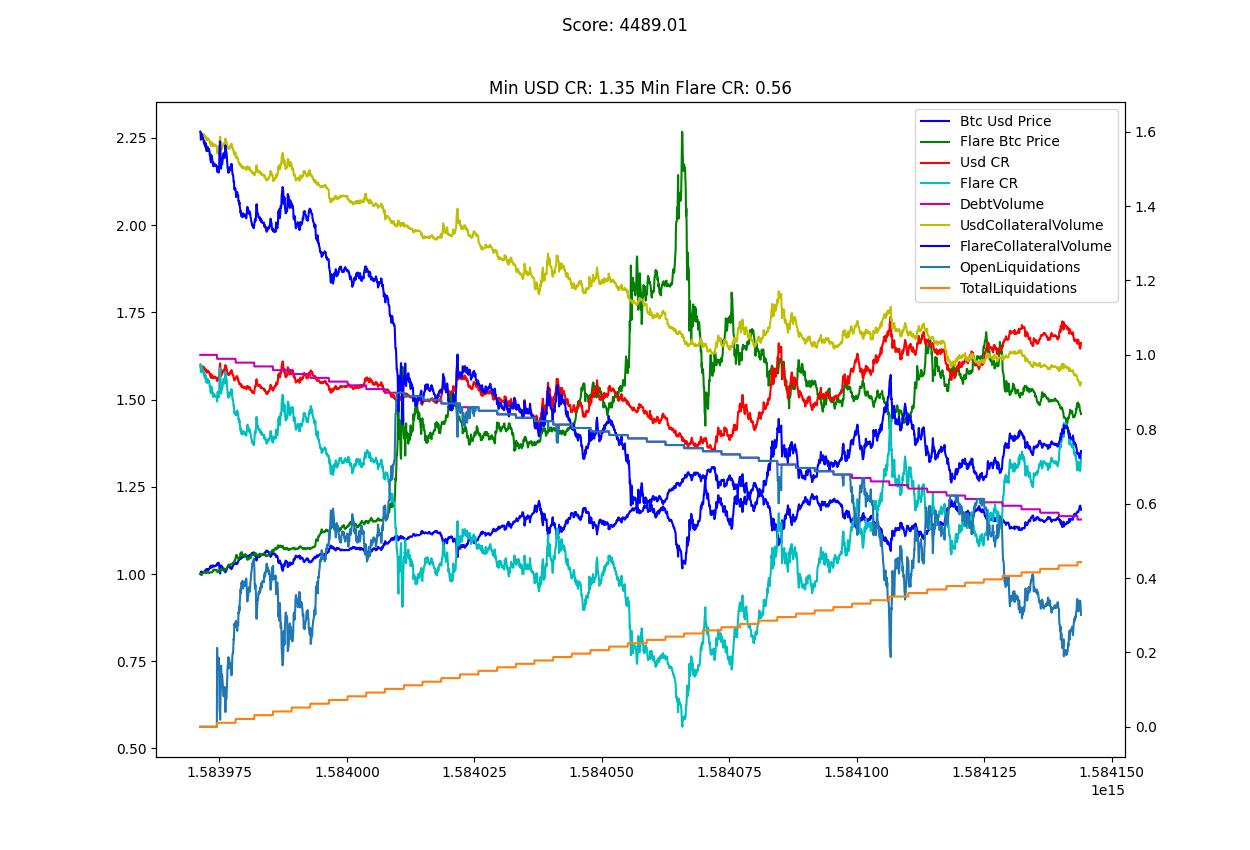 Score: 4489.01
Min USD CR: 1.35 Min Flare CR: 0.56
Btc Usd Price
Flare Btc Price
Usd CR
Flare CR
DebtVolume
UsdCollateralVolume
FlareCollateralVolume
OpenLiquidations
TotalLiquidations
2.25
2.00
1.75
1.50
1.25
1.00
0.75
0.50
1.6
1.4
1.2
1.0
0.8
0.6
0.4
0.2
0.0
1.583975 1.584000 1.584025 1.584050 1.584075 1.584100 1.584125 1.584150
1e15